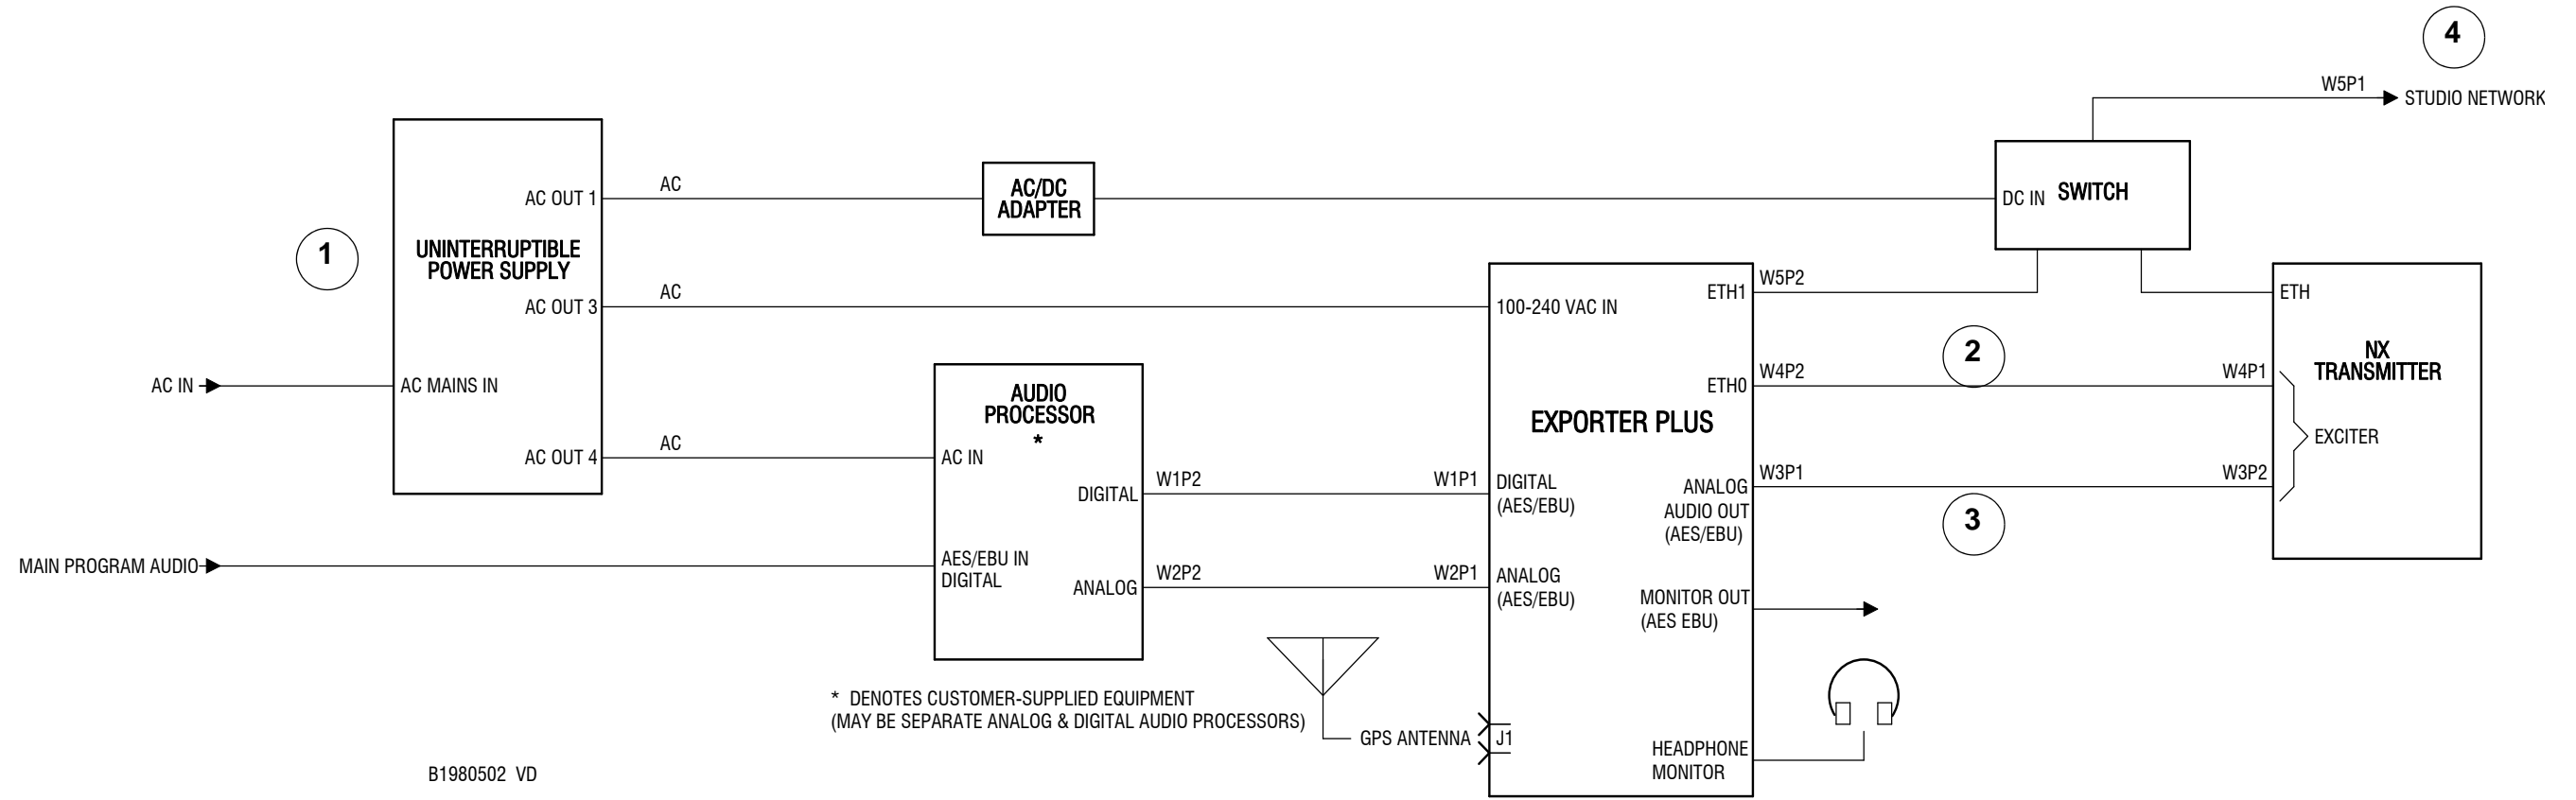 4
W5P1
STUDIO NETWORK
AC OUT 1
AC
AC/DC
ADAPTER
DC IN
SWITCH
1
UNINTERRUPTIBLE
POWER SUPPLY
AC OUT 3
AC
100-240 VAC IN
ETH1
W5P2
ETH
AC IN
AC MAINS IN
AUDIO
PROCESSOR
*
ETH0
W4P2
2
W4P1
NX
TRANSMITTER
EXPORTER PLUS
EXCITER
AC OUT 4
AC
AC IN
DIGITAL
W1P2
W1P1
DIGITAL
(AES/EBU)
ANALOG
AUDIO OUT
(AES/EBU)
W3P1
3
W3P2
MAIN PROGRAM AUDIO
AES/EBU IN
DIGITAL
ANALOG
W2P2
W2P1
ANALOG
(AES/EBU)
MONITOR OUT
(AES EBU)
* DENOTES CUSTOMER-SUPPLIED EQUIPMENT
(MAY BE SEPARATE ANALOG & DIGITAL AUDIO PROCESSORS)
GPS ANTENNA
J1
HEADPHONE
MONITOR
B1980502 VD